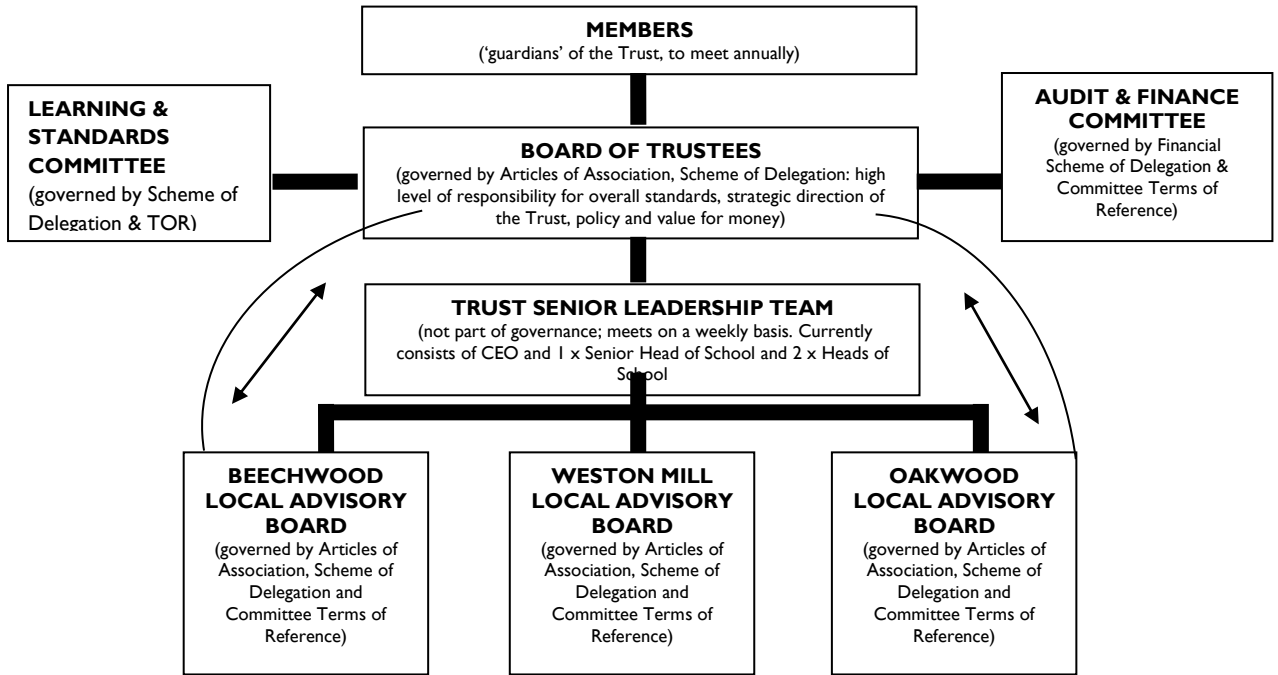 MEMBERS
(‘guardians’ of the Trust, to meet annually)
LEARNING &
STANDARDS
COMMITTEE
(governed by Scheme of
Delegation & TOR)
BOARD OF TRUSTEES
(governed by Articles of Association, Scheme of Delegation: high
level of responsibility for overall standards, strategic direction of
the Trust, policy and value for money)
AUDIT & FINANCE
COMMITTEE
(governed by Financial
Scheme of Delegation &
Committee Terms of
Reference)
TRUST SENIOR LEADERSHIP TEAM
(not part of governance; meets on a weekly basis. Currently
consists of CEO and 1 x Senior Head of School and 2 x Heads of
School
BEECHWOOD
LOCAL ADVISORY
BOARD
(governed by Articles of
Association, Scheme of
Delegation and
Committee Terms of
Reference)
WESTON MILL
LOCAL ADVISORY
BOARD
(governed by Articles of
Association, Scheme of
Delegation and
Committee Terms of
Reference)
OAKWOOD
LOCAL ADVISORY
BOARD
(governed by Articles of
Association, Scheme of
Delegation and
Committee Terms of
Reference)